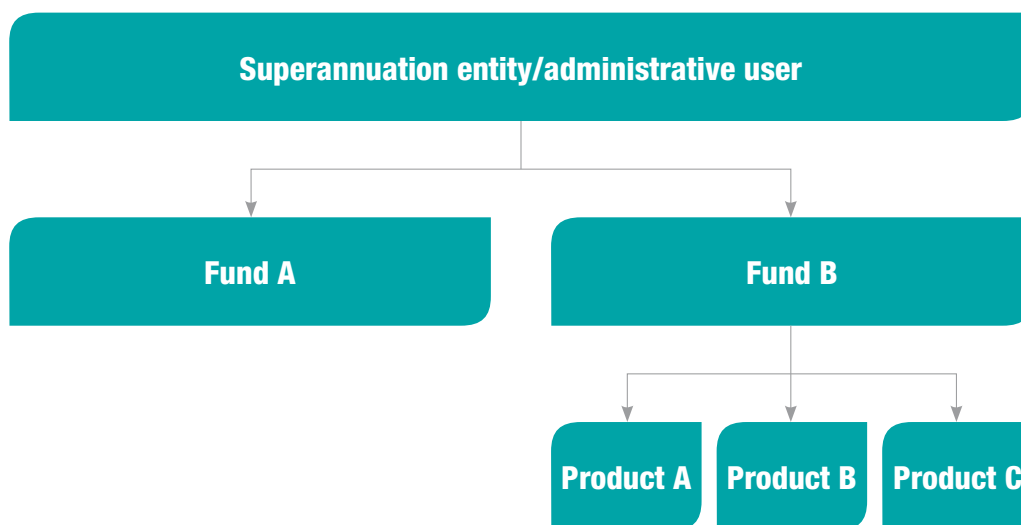 Superannuation entity/administrative user
Fund A
Fund B
Product A
Product B
Product C